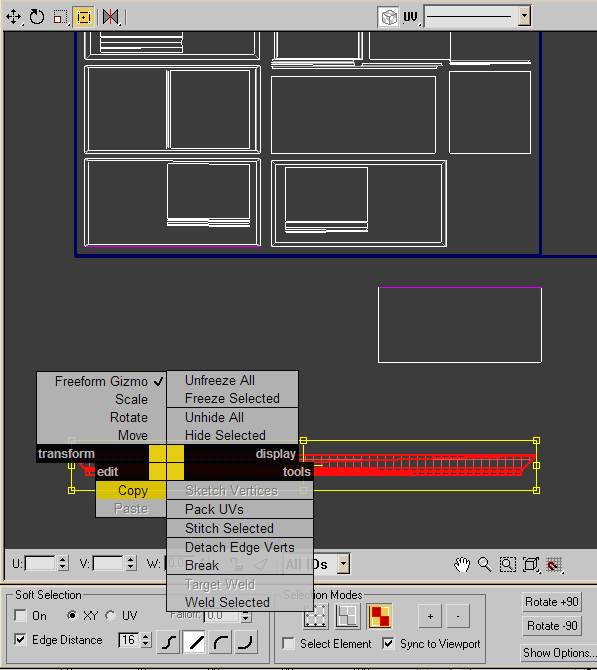 UV
Freeform Gizmo
Unfreeze All
Scale
Freeze Selected
Rotate
Unhide All
Move
Hide Selected
transform
display
edit
tools
Copy
Sketch Vertices
Paste
Pack UVs
Stitch Selected
Detach Edge Verts
U:
V:
W:
Break
All IDs
Target Weld
Weld Selected
Soft Selection
Selection Modes
On
XY
UV
Falloff:
0.0
Edge Distance
16
+
-
Select Element
Sync to Viewport
Rotate +90
Rotate -90
Show Options...